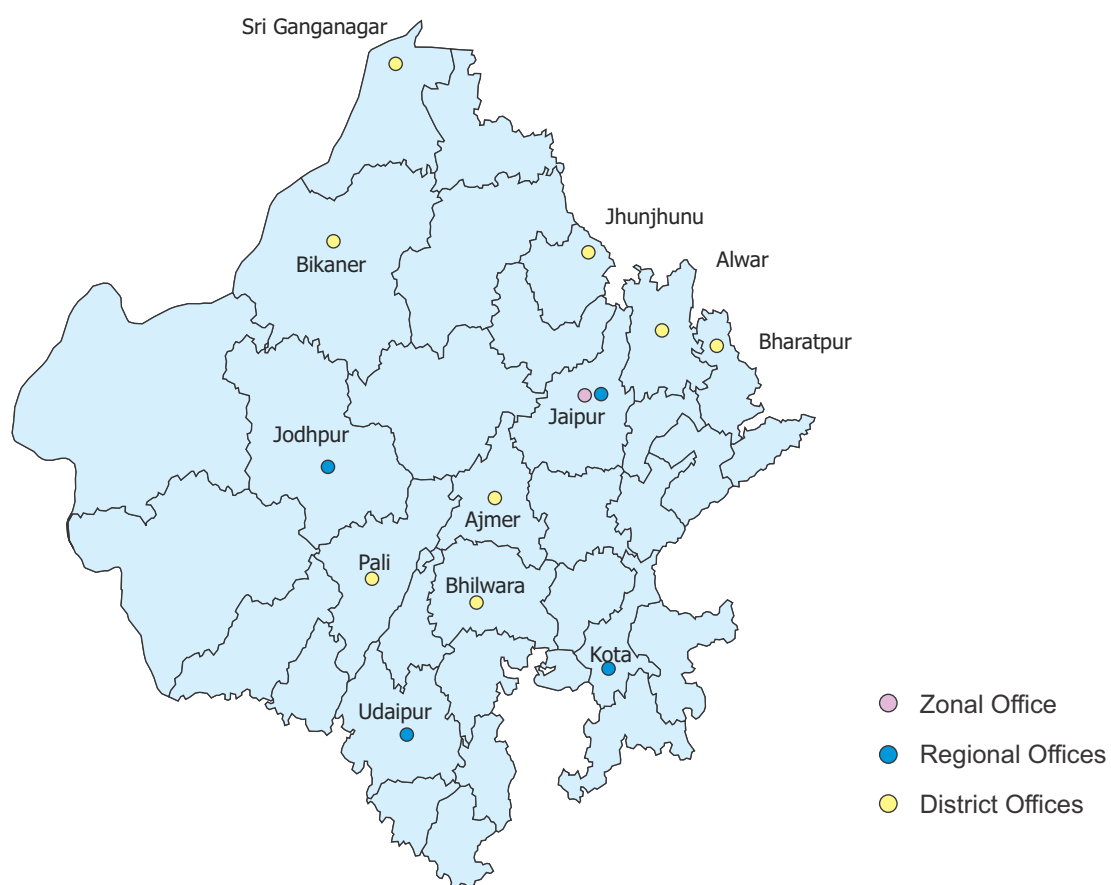 Sri Ganganagar
Jhunjhunu
Alwar
Bikaner
Bharatpur
Jaipur
Jodhpur
Ajmer
Pali
Bhilwara
Kota
Udaipur
Zonal Office
Regional Offices
District Offices